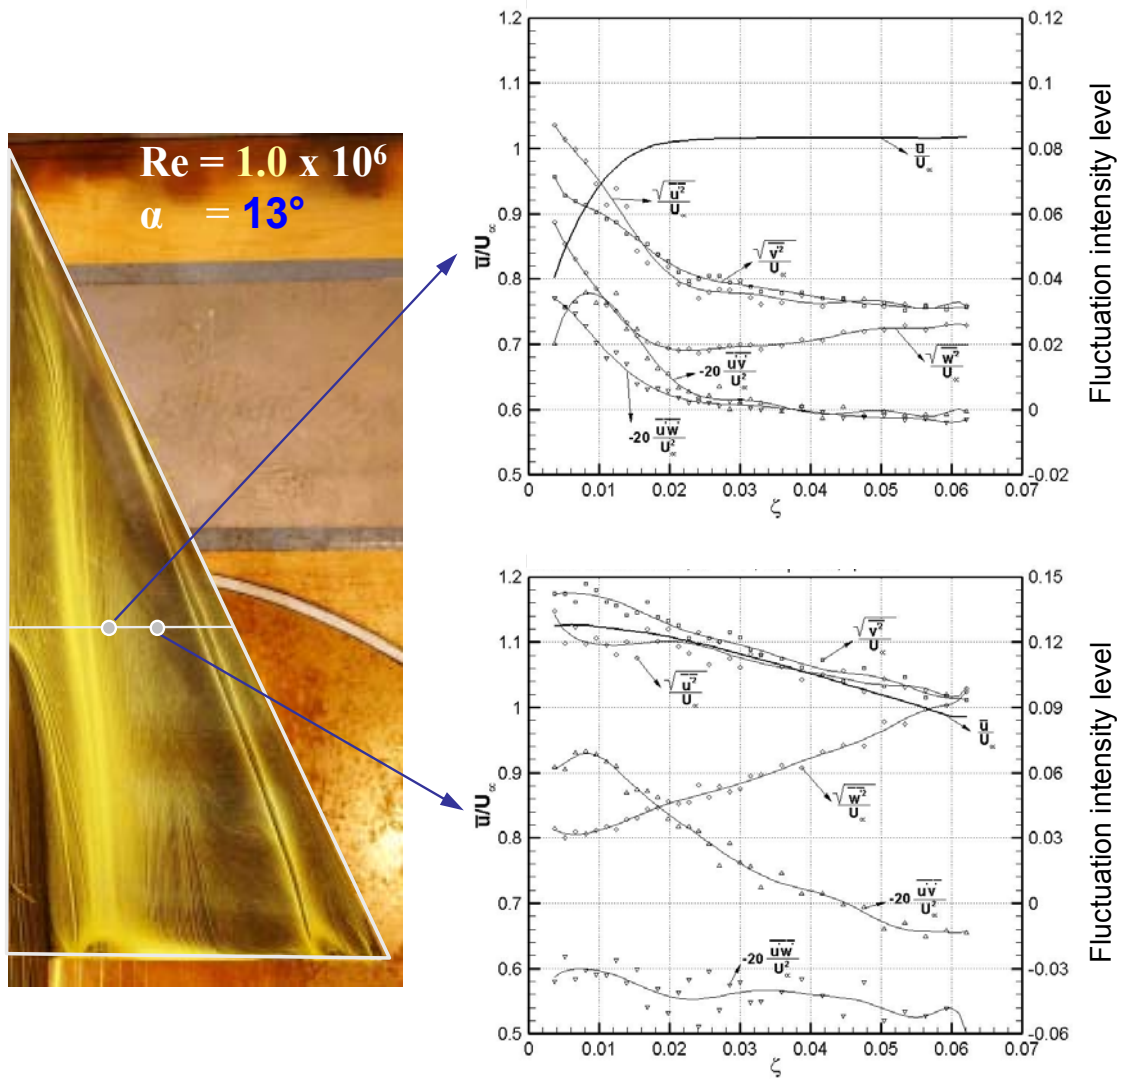 Re = 1.0 x 10⁶
α = 13°
1.2
1.1
1
0.9
0.8
0.7
0.6
0.5
u̅/U∞
0.12
0.1
0.08
0.06
0.04
0.02
0
-0.02
Fluctuation intensity level
u̅/U∞
√u'²/U∞
√v'²/U∞
√w'²/U∞
-20 u'v'/U²∞
-20 u'w'/U²∞
0
0.01
0.02
0.03
0.04
0.05
0.06
0.07
ζ
1.2
1.1
1
0.9
0.8
0.7
0.6
0.5
u̅/U∞
0.15
0.12
0.09
0.06
0.03
0
-0.03
-0.06
Fluctuation intensity level
√v'²/U∞
√u'²/U∞
u̅/U∞
√w'²/U∞
-20 u'v'/U²∞
-20 u'w'/U²∞
0
0.01
0.02
0.03
0.04
0.05
0.06
0.07
ζ